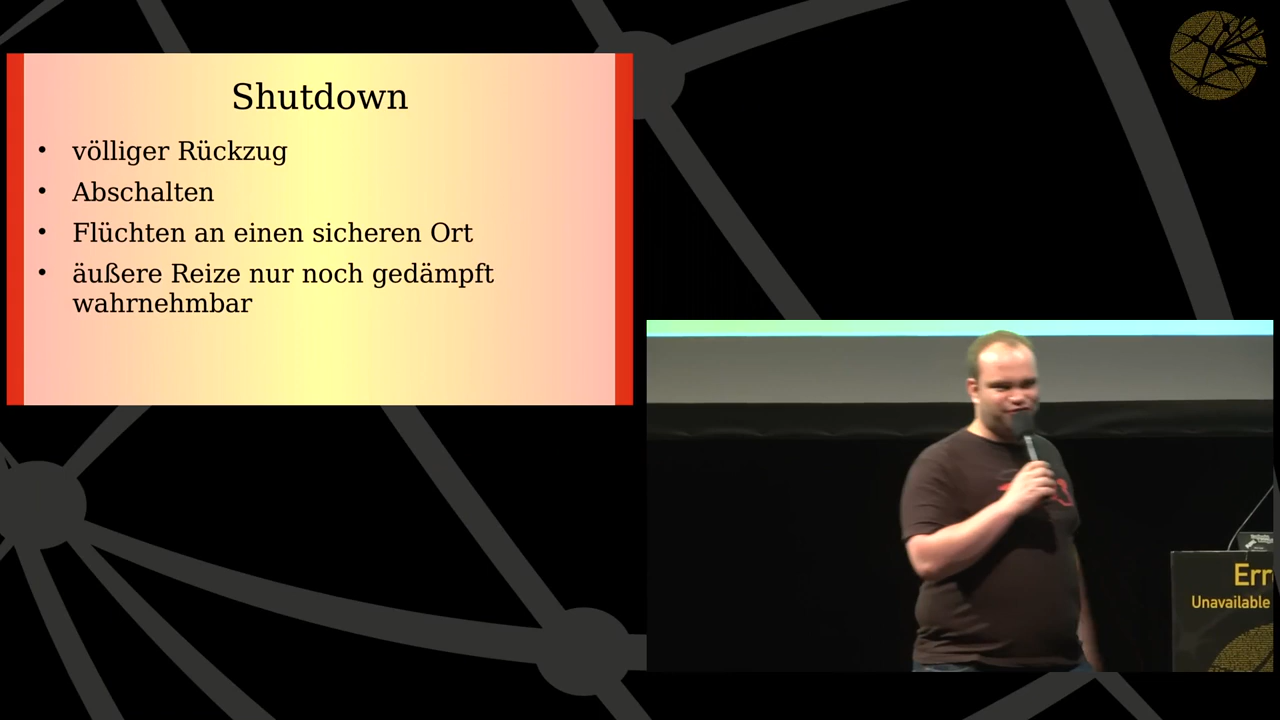 Shutdown
• völliger Rückzug
• Abschalten
• Flüchten an einen sicheren Ort
• äußere Reize nur noch gedämpft
wahrnehmbar
Err
Unavailable